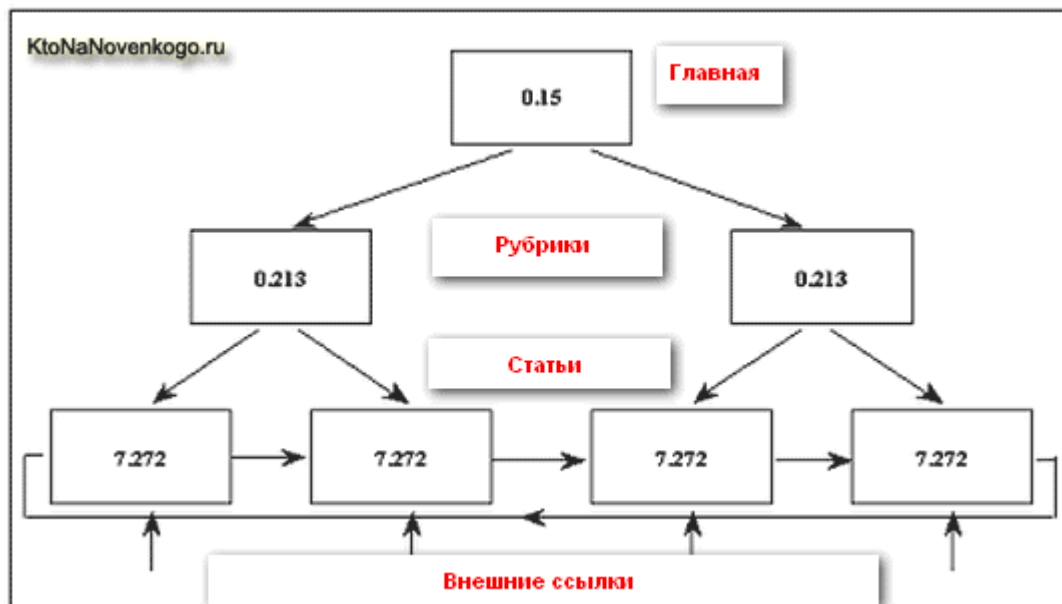 KtoNaNovenkogo.ru
Главная
0.15
Рубрики
0.213
0.213
Статьи
7.272
7.272
7.272
7.272
Внешние ссылки